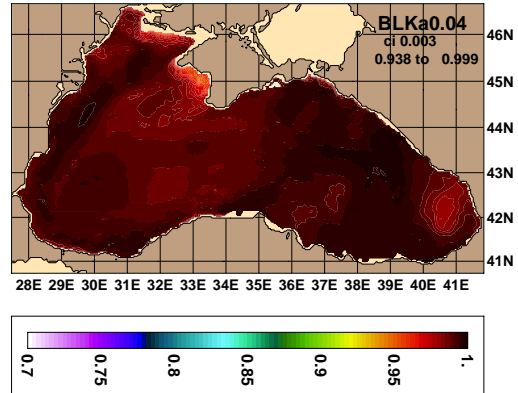 BLKa0.04
ci 0.003
0.938 to 0.999
46N
45N
44N
43N
42N
41N
28E 29E 30E 31E 32E 33E 34E 35E 36E 37E 38E 39E 40E 41E
0.7 0.75 0.8 0.85 0.9 0.95 1.